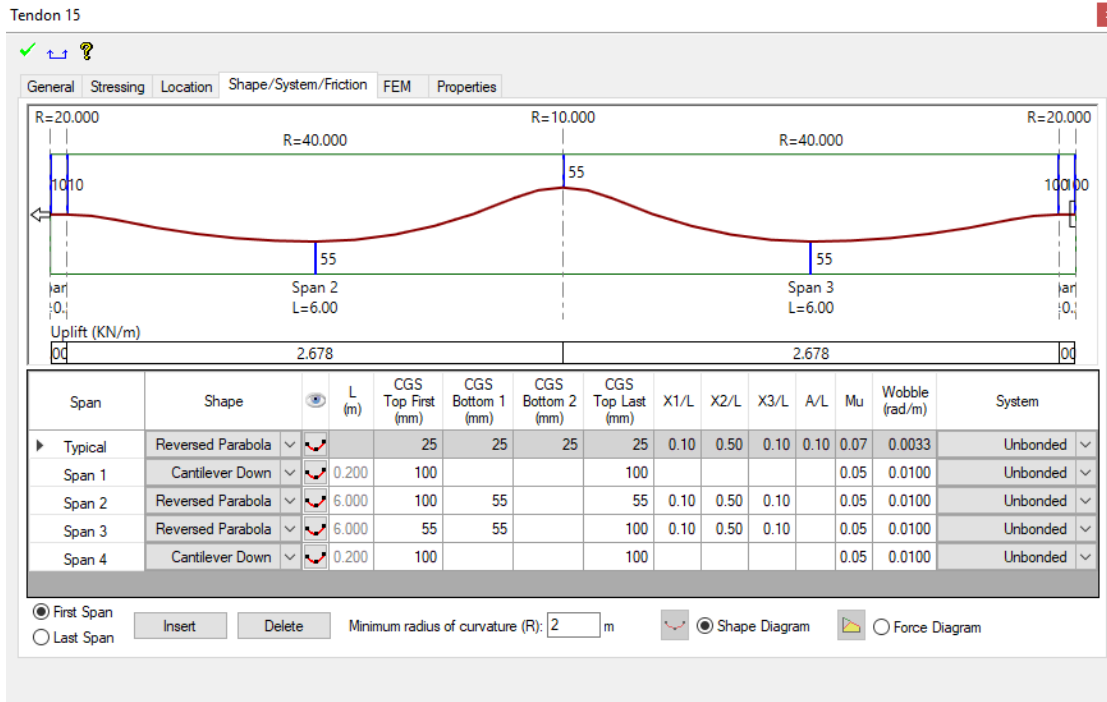 Tendon 15
General Stressing Location Shape/System/Friction FEM Properties
R=20.000 R=10.000 R=20.000
R=40.000 R=40.000
55
55 55
Span 2 Span 3
L=6.00 L=6.00
Uplift (KN/m)
2.678 2.678
Span Shape L (m) CGS Top First (mm) CGS Bottom 1 (mm) CGS Bottom 2 (mm) CGS Top Last (mm) X1/L X2/L X3/L A/L Mu Wobble (rad/m) System
Typical Reversed Parabola 25 25 25 25 0.10 0.50 0.10 0.10 0.07 0.0033 Unbonded
Span 1 Cantilever Down 0.200 100 100 0.05 0.0100 Unbonded
Span 2 Reversed Parabola 6.000 100 55 55 0.10 0.50 0.10 0.05 0.0100 Unbonded
Span 3 Reversed Parabola 6.000 55 55 100 0.10 0.50 0.10 0.05 0.0100 Unbonded
Span 4 Cantilever Down 0.200 100 100 0.05 0.0100 Unbonded
First Span
Last Span
Insert Delete Minimum radius of curvature (R): 2 m Shape Diagram Force Diagram